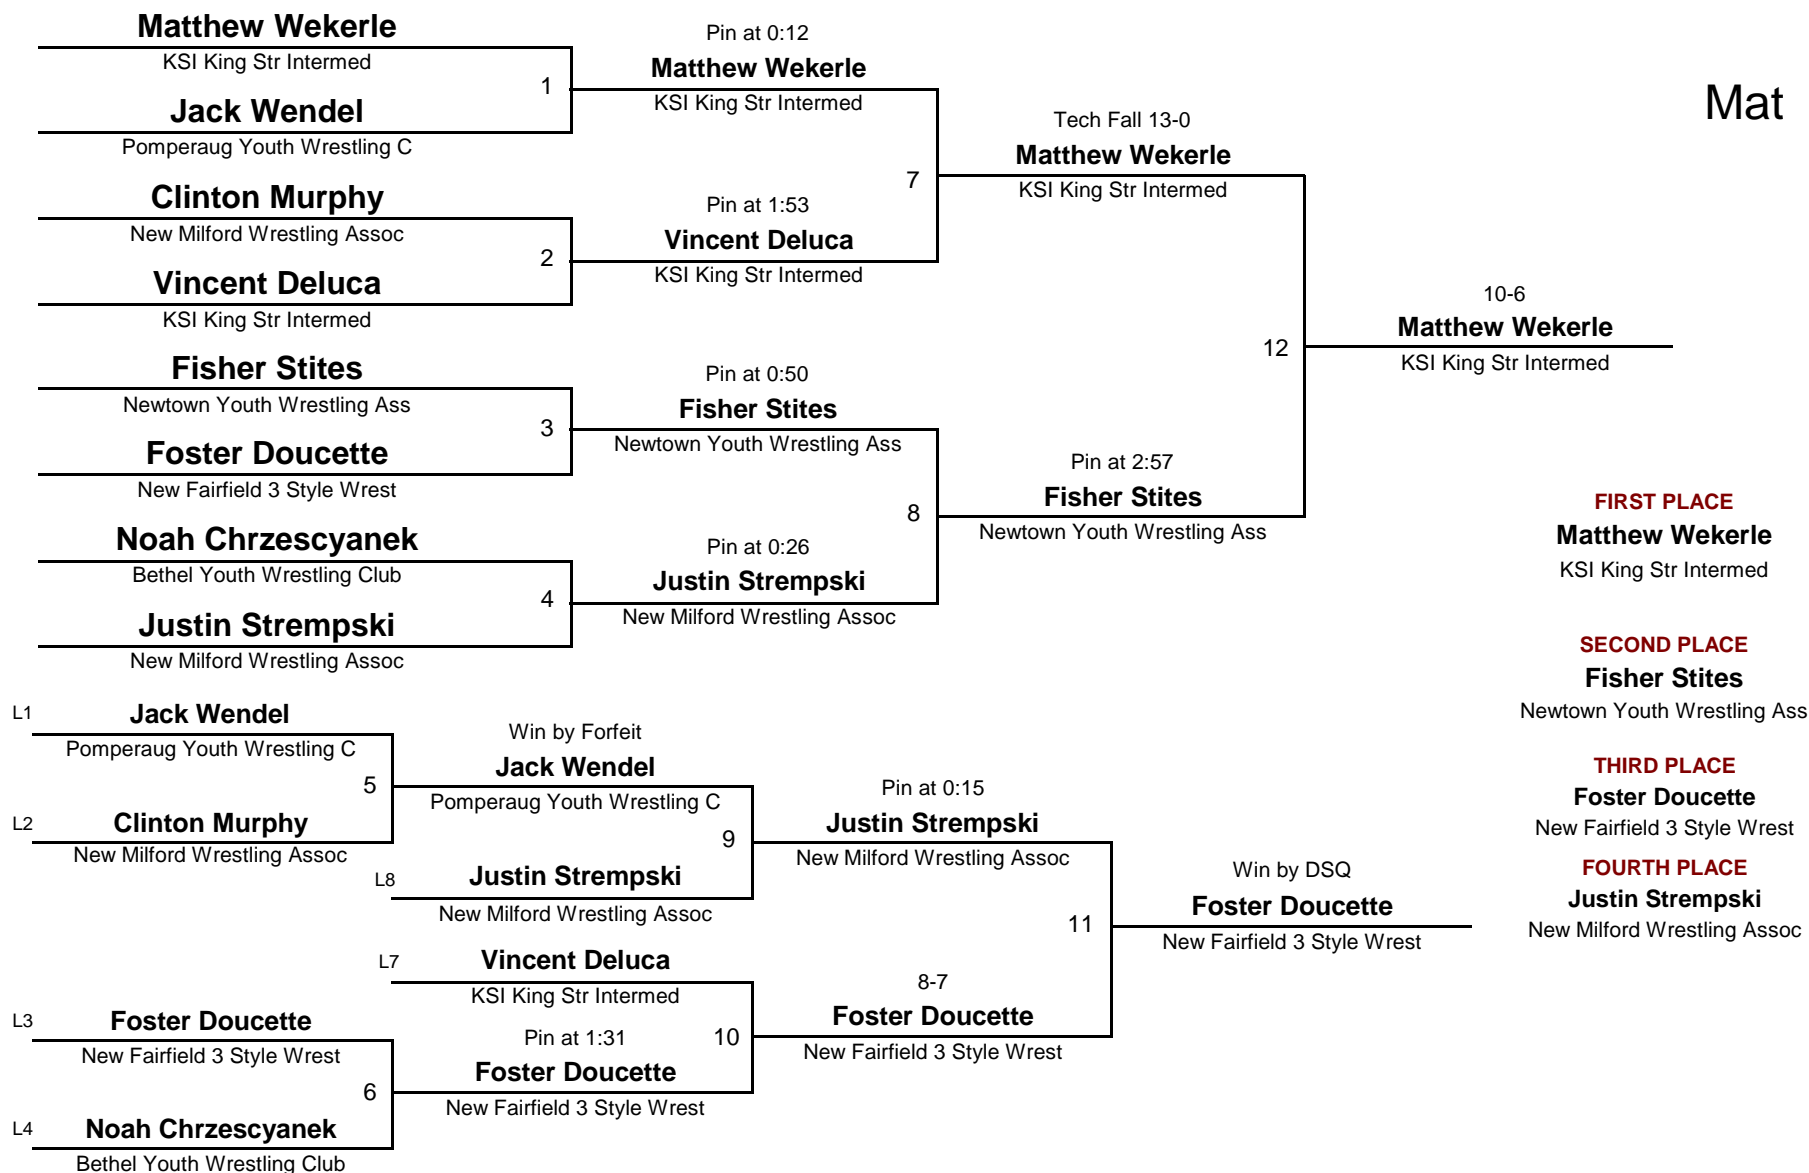 Matthew Wekerle
KSI King Str Intermed
1
Jack Wendel
Pomperaug Youth Wrestling C
Clinton Murphy
New Milford Wrestling Assoc
2
Vincent Deluca
KSI King Str Intermed
Fisher Stites
Newtown Youth Wrestling Ass
3
Foster Doucette
New Fairfield 3 Style Wrest
Noah Chrzescyanek
Bethel Youth Wrestling Club
4
Justin Strempski
New Milford Wrestling Assoc
Pin at 0:12
Matthew Wekerle
KSI King Str Intermed
7
Pin at 1:53
Vincent Deluca
KSI King Str Intermed
Pin at 0:50
Fisher Stites
Newtown Youth Wrestling Ass
8
Pin at 0:26
Justin Strempski
New Milford Wrestling Assoc
Tech Fall 13-0
Matthew Wekerle
KSI King Str Intermed
12
Pin at 2:57
Fisher Stites
Newtown Youth Wrestling Ass
Mat
10-6
Matthew Wekerle
KSI King Str Intermed
FIRST PLACE
Matthew Wekerle
KSI King Str Intermed
SECOND PLACE
Fisher Stites
Newtown Youth Wrestling Ass
THIRD PLACE
Foster Doucette
New Fairfield 3 Style Wrest
FOURTH PLACE
Justin Strempski
New Milford Wrestling Assoc
L1
Jack Wendel
Pomperaug Youth Wrestling C
5
L2
Clinton Murphy
New Milford Wrestling Assoc
Win by Forfeit
Jack Wendel
Pomperaug Youth Wrestling C
9
L8
Justin Strempski
New Milford Wrestling Assoc
L7
Vincent Deluca
KSI King Str Intermed
10
L3
Foster Doucette
New Fairfield 3 Style Wrest
6
L4
Noah Chrzescyanek
Bethel Youth Wrestling Club
Pin at 1:31
Foster Doucette
New Fairfield 3 Style Wrest
Pin at 0:15
Justin Strempski
New Milford Wrestling Assoc
11
8-7
Foster Doucette
New Fairfield 3 Style Wrest
Win by DSQ
Foster Doucette
New Fairfield 3 Style Wrest